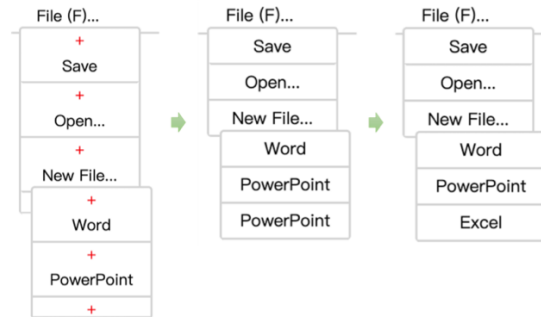 File (F)...
+
Save
+
Open...
+
New File...
+
Word
+
PowerPoint
+
File (F)...
Save
Open...
New File...
Word
PowerPoint
PowerPoint
File (F)...
Save
Open...
New File...
Word
PowerPoint
Excel